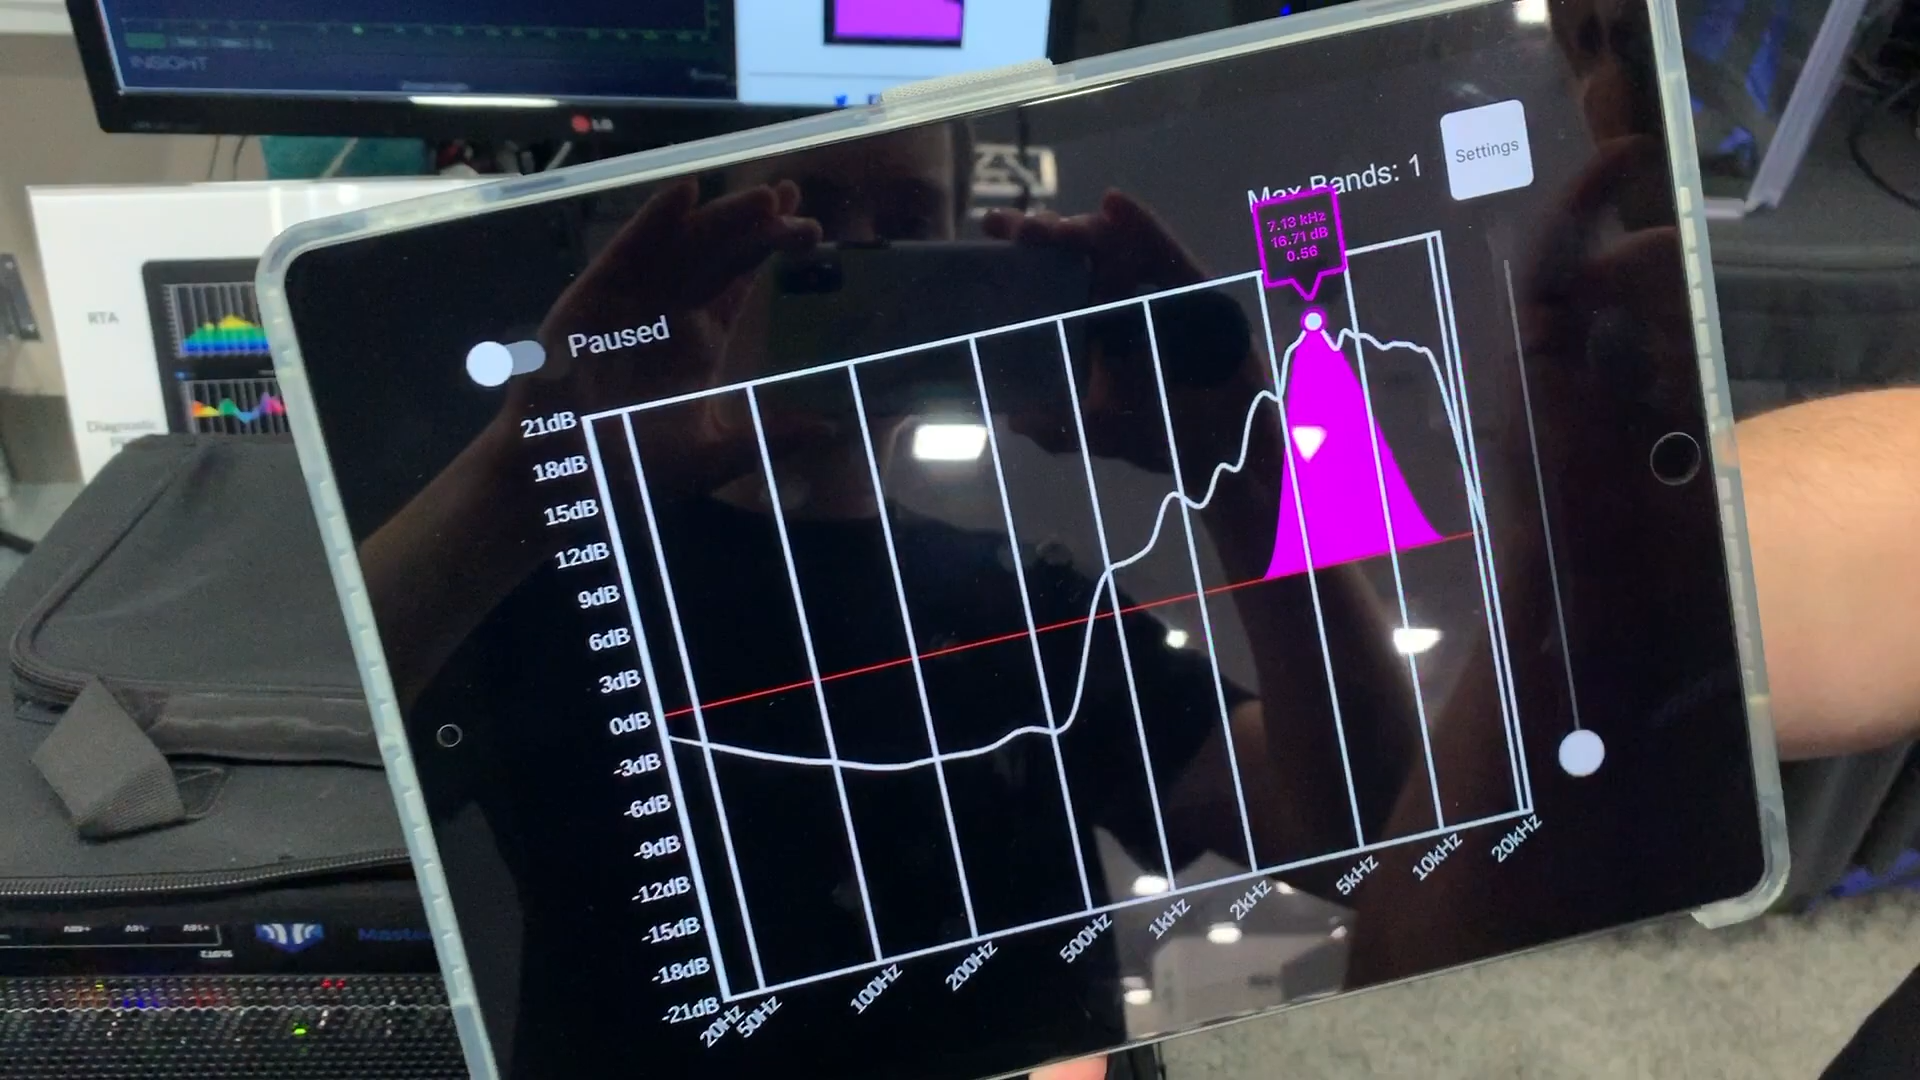 INSIGHT
LG
Settings
Max Bands: 1
7.13 kHz
16.71 dB
0.56
Paused
RTA
Diagnostic
21dB
18dB
15dB
12dB
9dB
6dB
3dB
0dB
-3dB
-6dB
-9dB
-12dB
-15dB
-18dB
-21dB
20Hz
50Hz
100Hz
200Hz
500Hz
1kHz
2kHz
5kHz
10kHz
20kHz